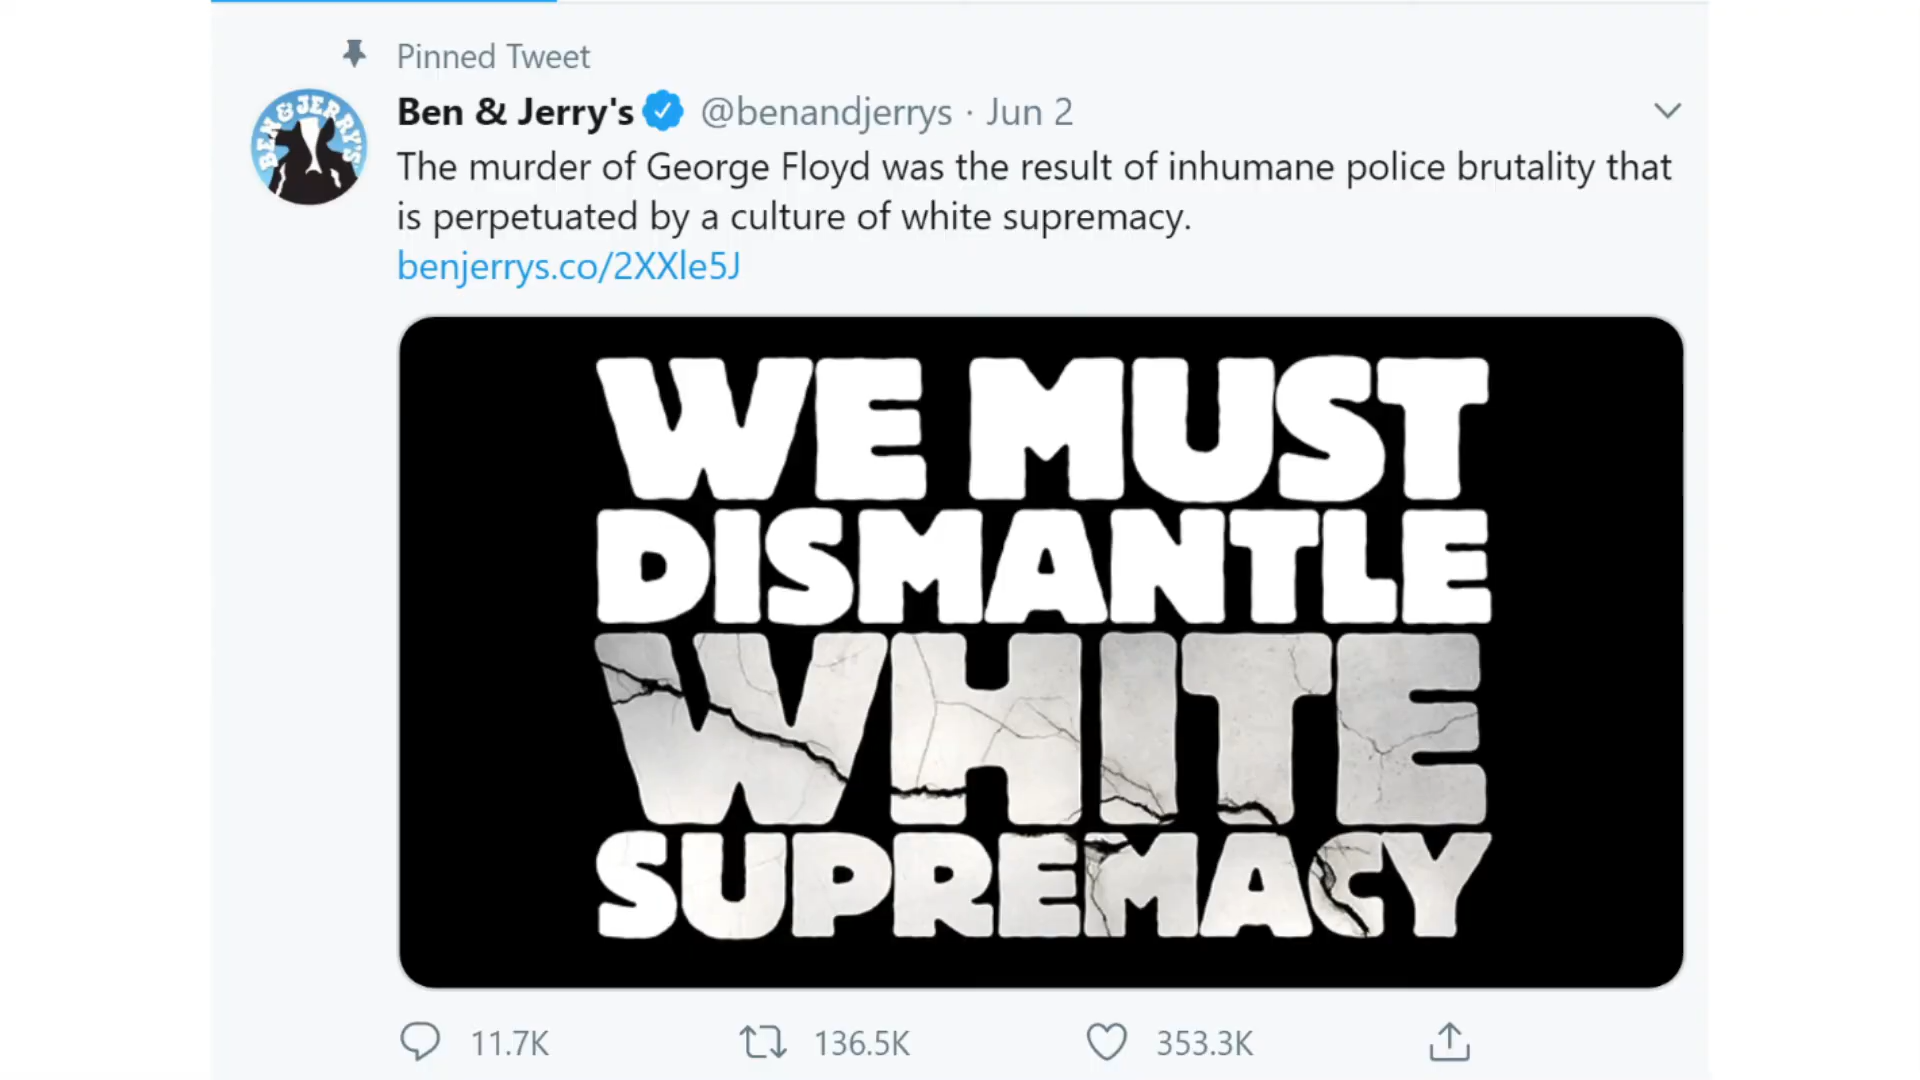 Pinned Tweet
BEN & JERRY'S
Ben & Jerry's @benandjerrys · Jun 2
The murder of George Floyd was the result of inhumane police brutality that
is perpetuated by a culture of white supremacy.
benjerrys.co/2XXle5J
WE MUST
DISMANTLE
WHITE
SUPREMACY
11.7K 136.5K 353.3K